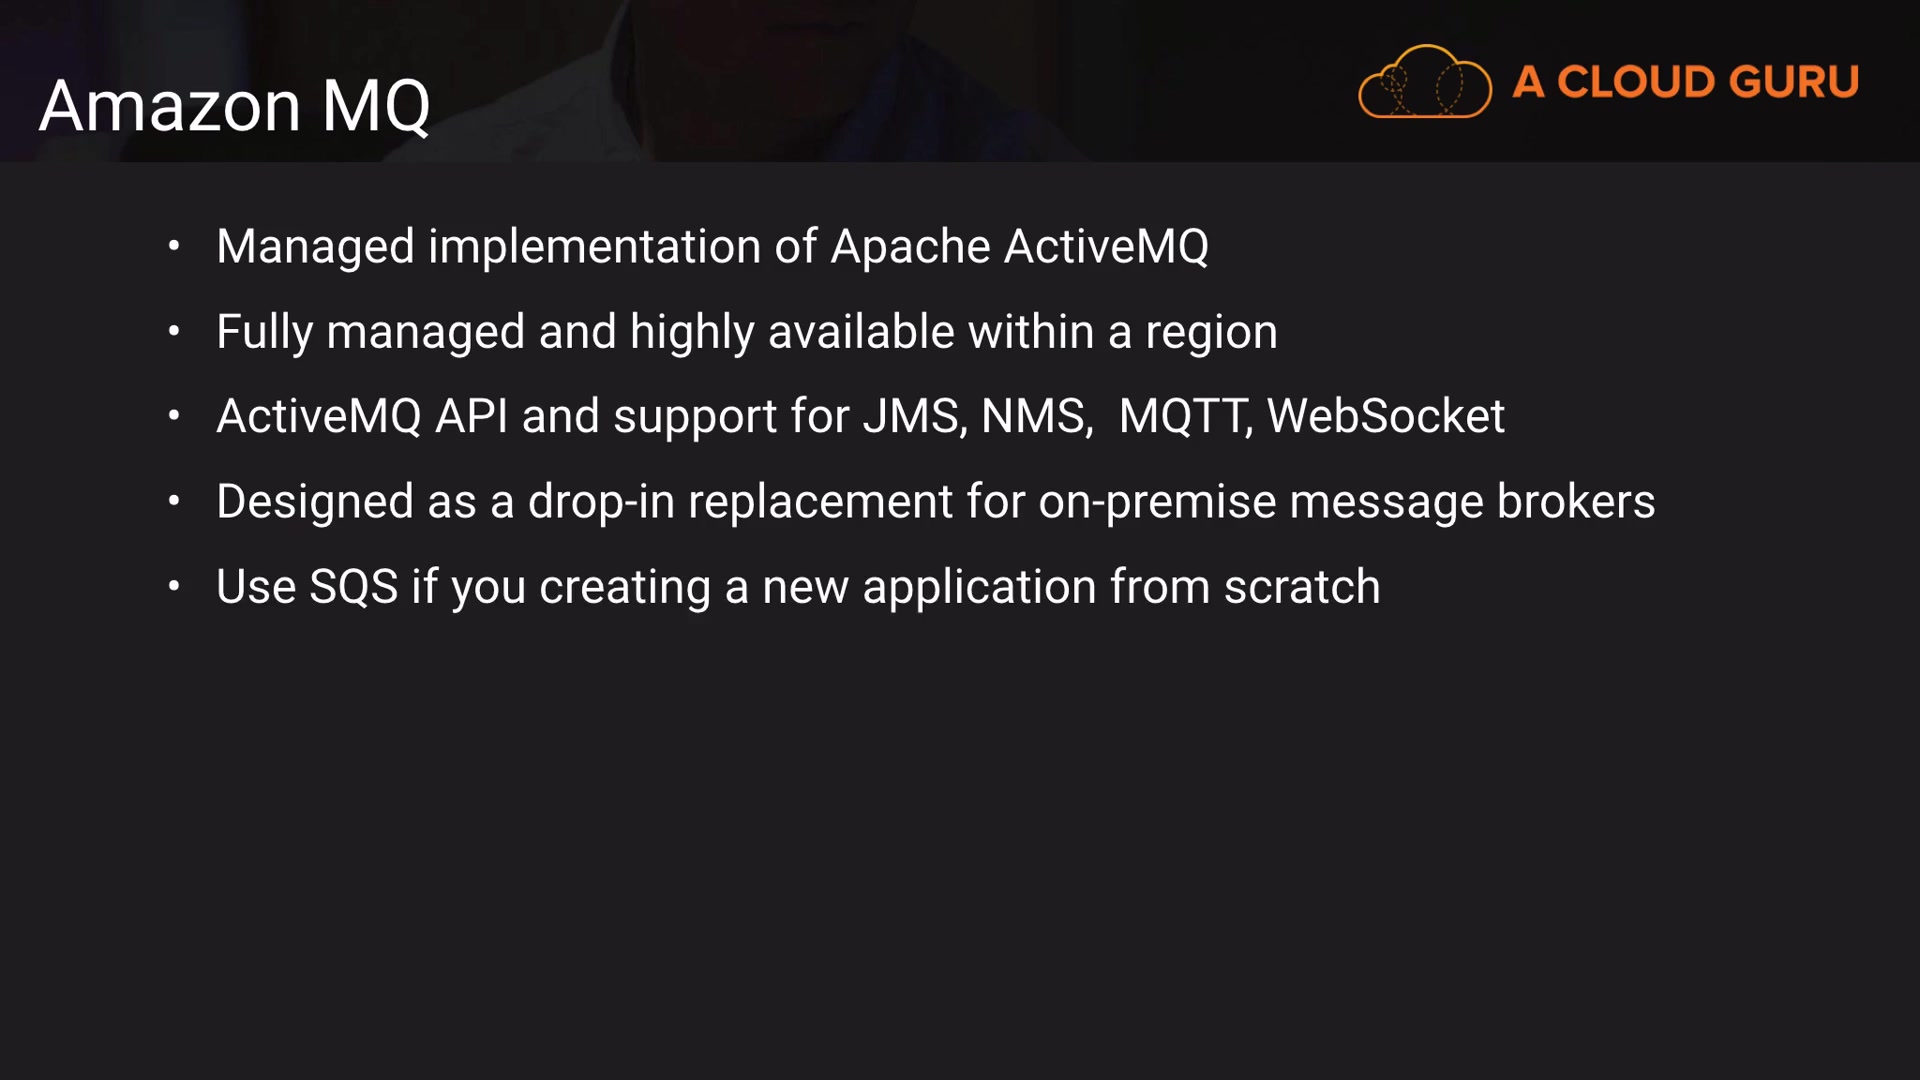 Amazon MQ
A CLOUD GURU
• Managed implementation of Apache ActiveMQ
• Fully managed and highly available within a region
• ActiveMQ API and support for JMS, NMS,  MQTT, WebSocket
• Designed as a drop-in replacement for on-premise message brokers
• Use SQS if you creating a new application from scratch